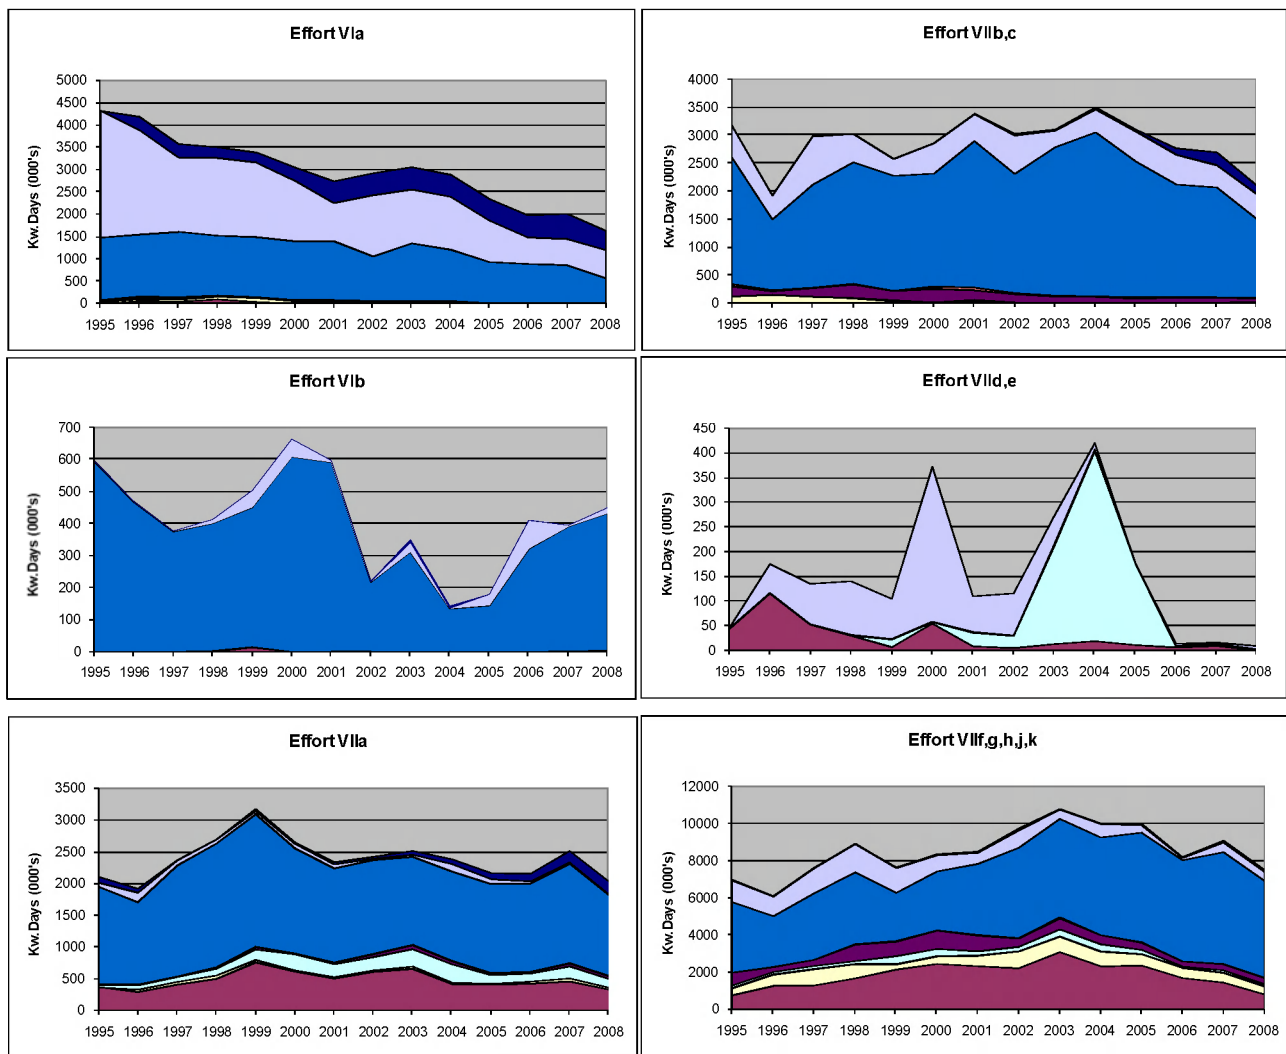 Effort VIa
Kw.Days (000's)
5000
4500
4000
3500
3000
2500
2000
1500
1000
500
0
1995 1996 1997 1998 1999 2000 2001 2002 2003 2004 2005 2006 2007 2008
Effort VIIb,c
Kw.Days (000's)
4000
3500
3000
2500
2000
1500
1000
500
0
1995 1996 1997 1998 1999 2000 2001 2002 2003 2004 2005 2006 2007 2008
Effort VIb
Kw.Days (000's)
700
600
500
400
300
200
100
0
1995 1996 1997 1998 1999 2000 2001 2002 2003 2004 2005 2006 2007 2008
Effort VIId,e
Kw.Days (000's)
450
400
350
300
250
200
150
100
50
0
1995 1996 1997 1998 1999 2000 2001 2002 2003 2004 2005 2006 2007 2008
Effort VIIa
Kw.Days (000's)
3500
3000
2500
2000
1500
1000
500
0
1995 1996 1997 1998 1999 2000 2001 2002 2003 2004 2005 2006 2007 2008
Effort VIIf,g,h,j,k
Kw.Days (000's)
12000
10000
8000
6000
4000
2000
0
1995 1996 1997 1998 1999 2000 2001 2002 2003 2004 2005 2006 2007 2008